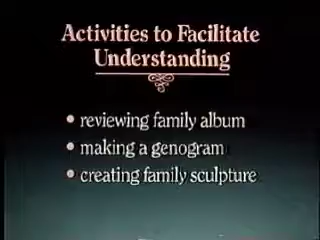 Activities to Facilitate
Understanding
• reviewing family album
• making a genogram
• creating family sculpture